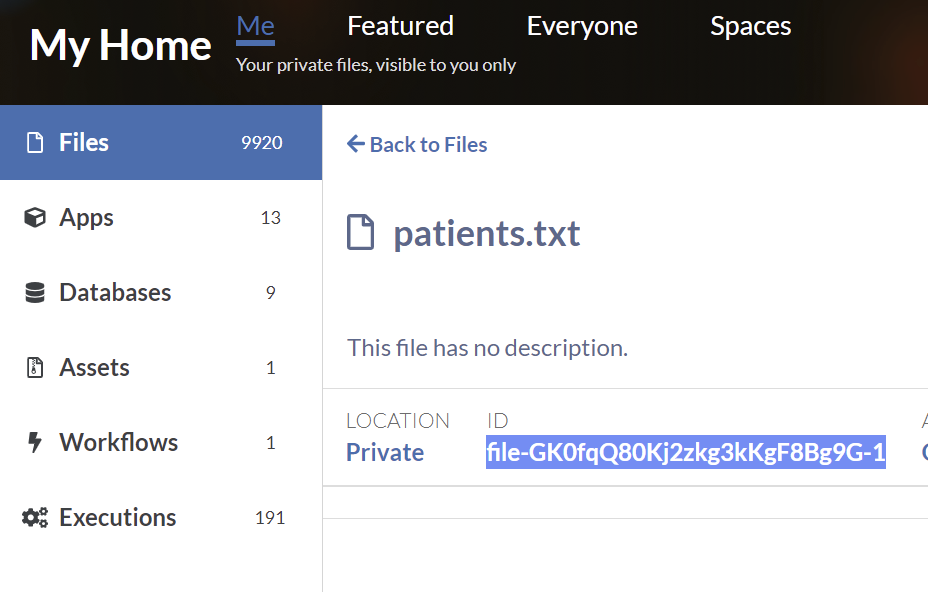 My Home
Me Featured Everyone Spaces
Your private files, visible to you only
Files 9920
Apps 13
Databases 9
Assets 1
Workflows 1
Executions 191
Back to Files
patients.txt
This file has no description.
LOCATION ID
Private file-GK0fqQ80Kj2zkg3kKgF8Bg9G-1